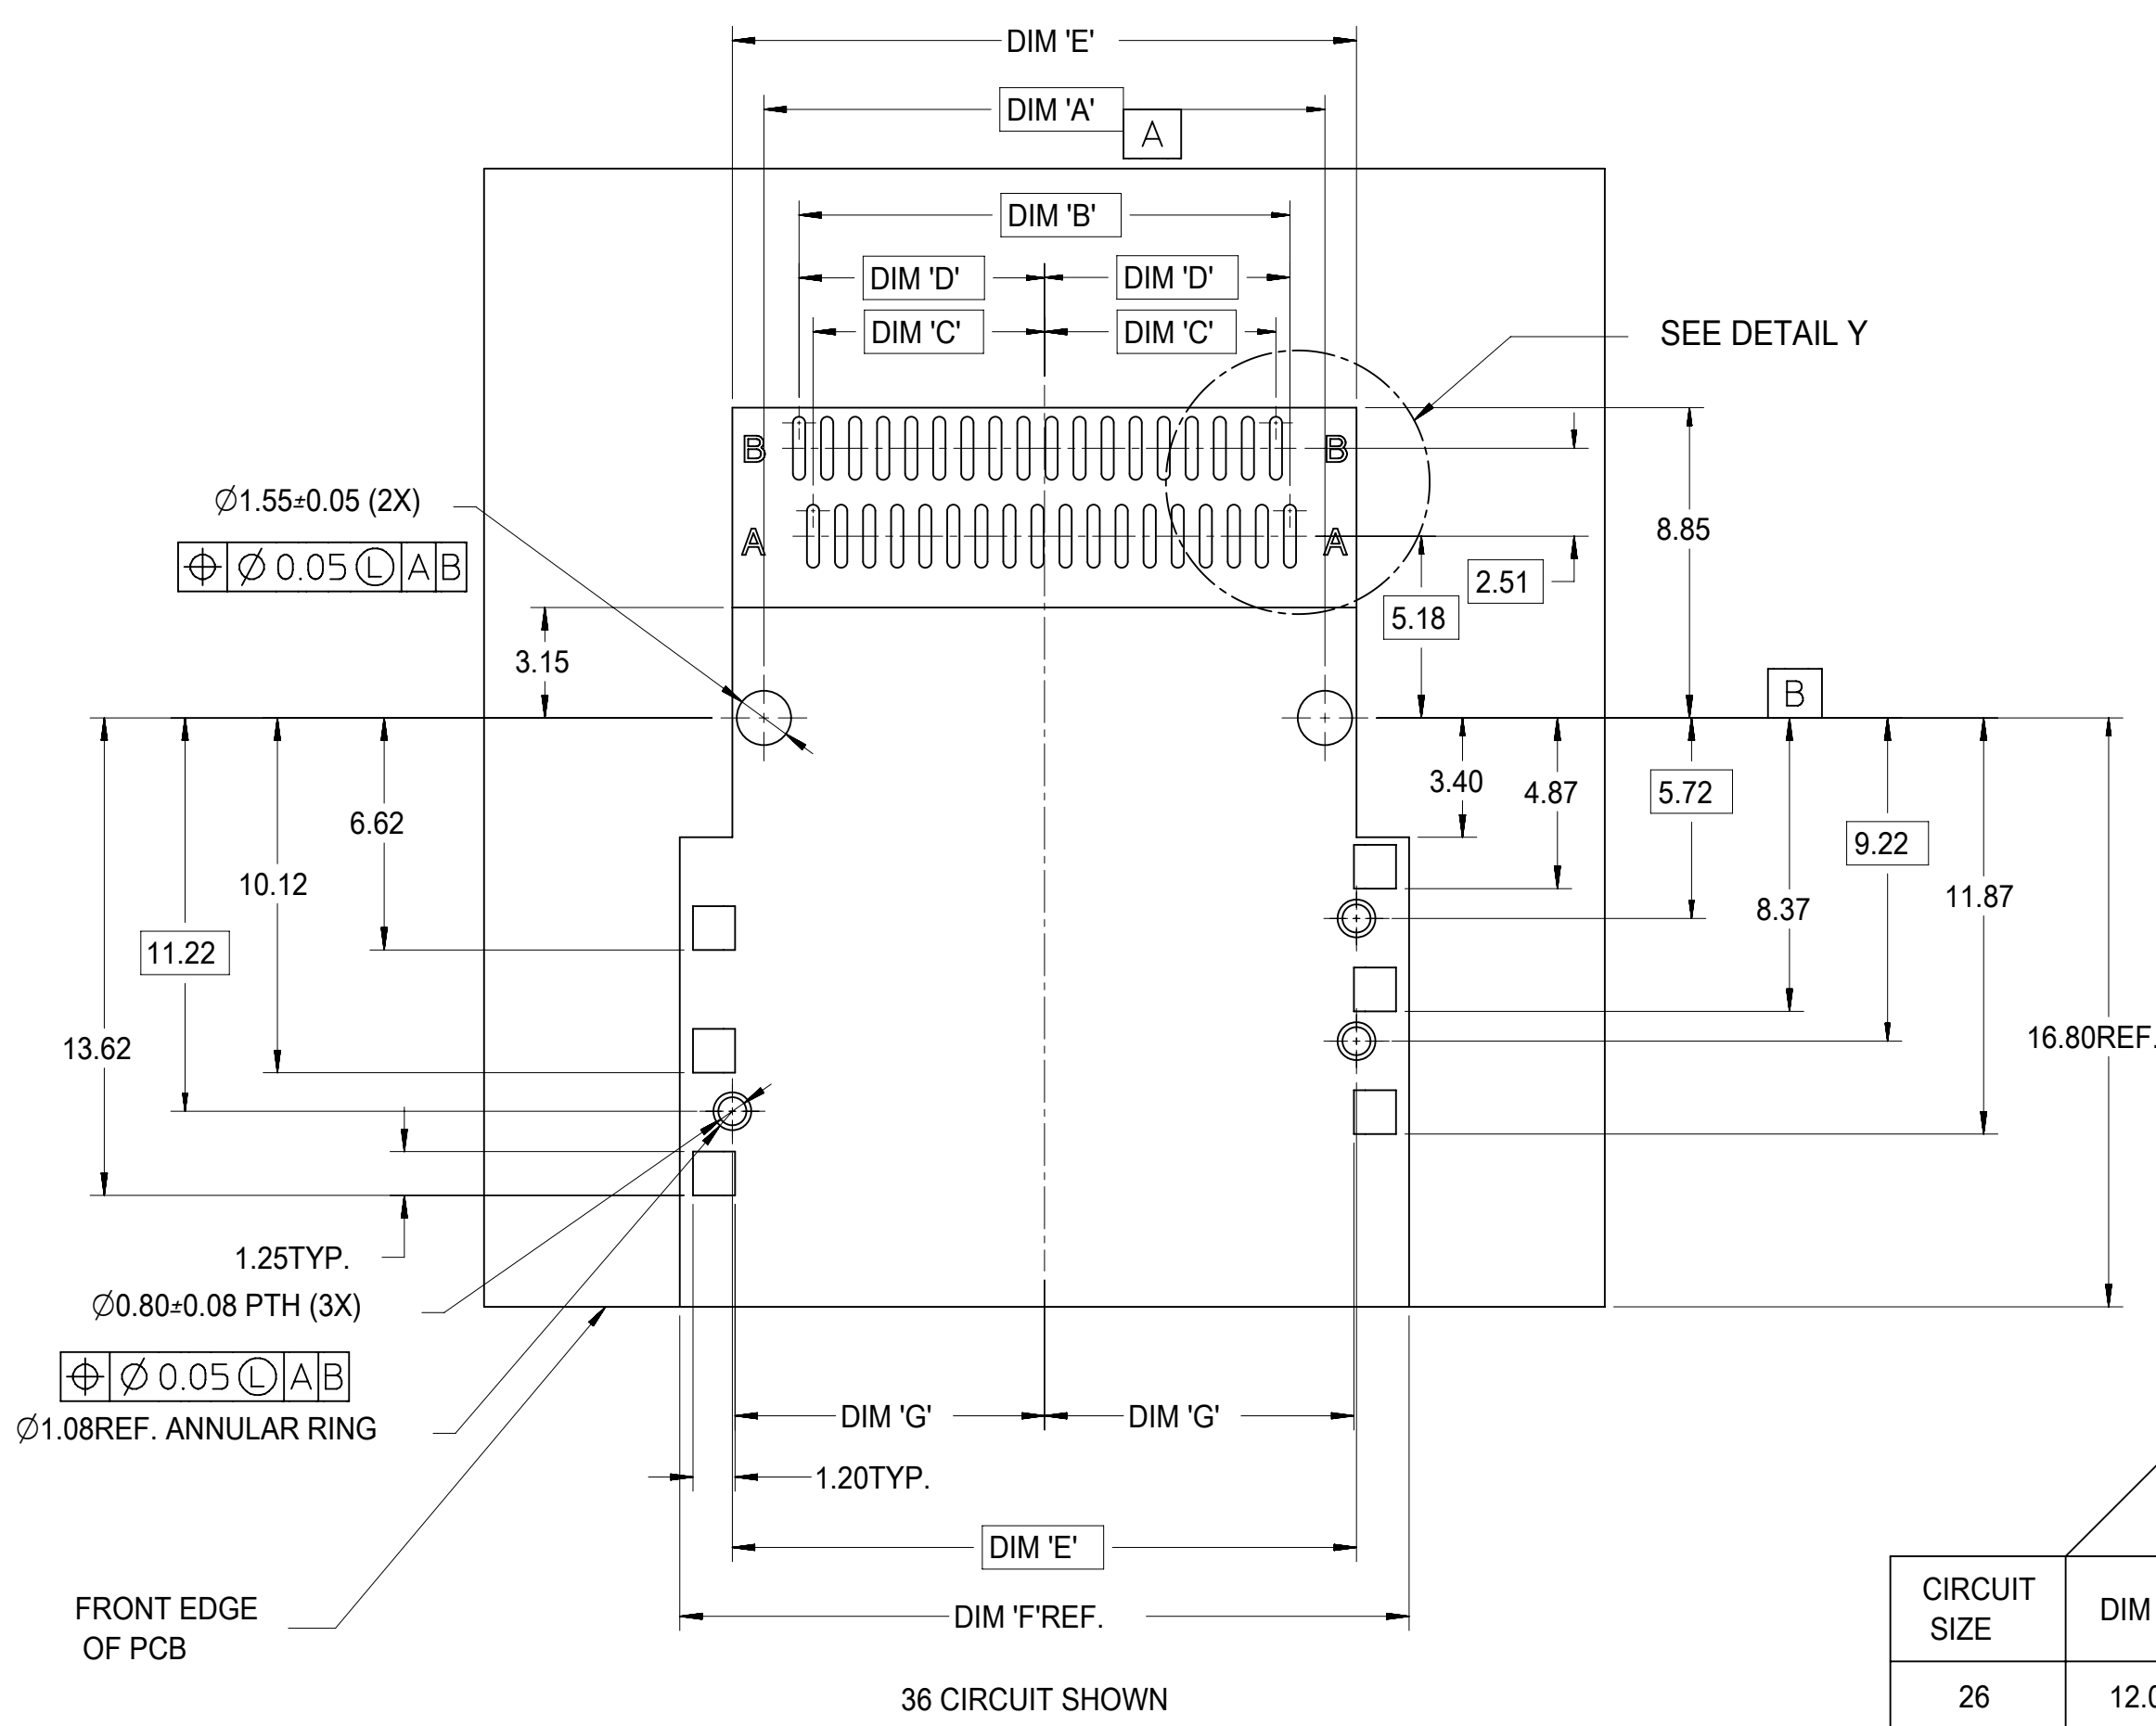 DIM 'E'
DIM 'A'
A
DIM 'B'
DIM 'D' DIM 'D'
DIM 'C' DIM 'C'
SEE DETAIL Y
B B
A A
Ø1.55±0.05 (2X)
⌖ Ø 0.05 Ⓛ A B
8.85
2.51
5.18
3.15
B
3.40
4.87
5.72
6.62
9.22
10.12
11.87
8.37
11.22
13.62
16.80REF.
1.25TYP.
Ø0.80±0.08 PTH (3X)
⌖ Ø 0.05 Ⓛ A B
Ø1.08REF. ANNULAR RING
DIM 'G' DIM 'G'
1.20TYP.
DIM 'E'
FRONT EDGE
OF PCB
DIM 'F'REF.
36 CIRCUIT SHOWN
CIRCUIT
SIZE
DIM
26